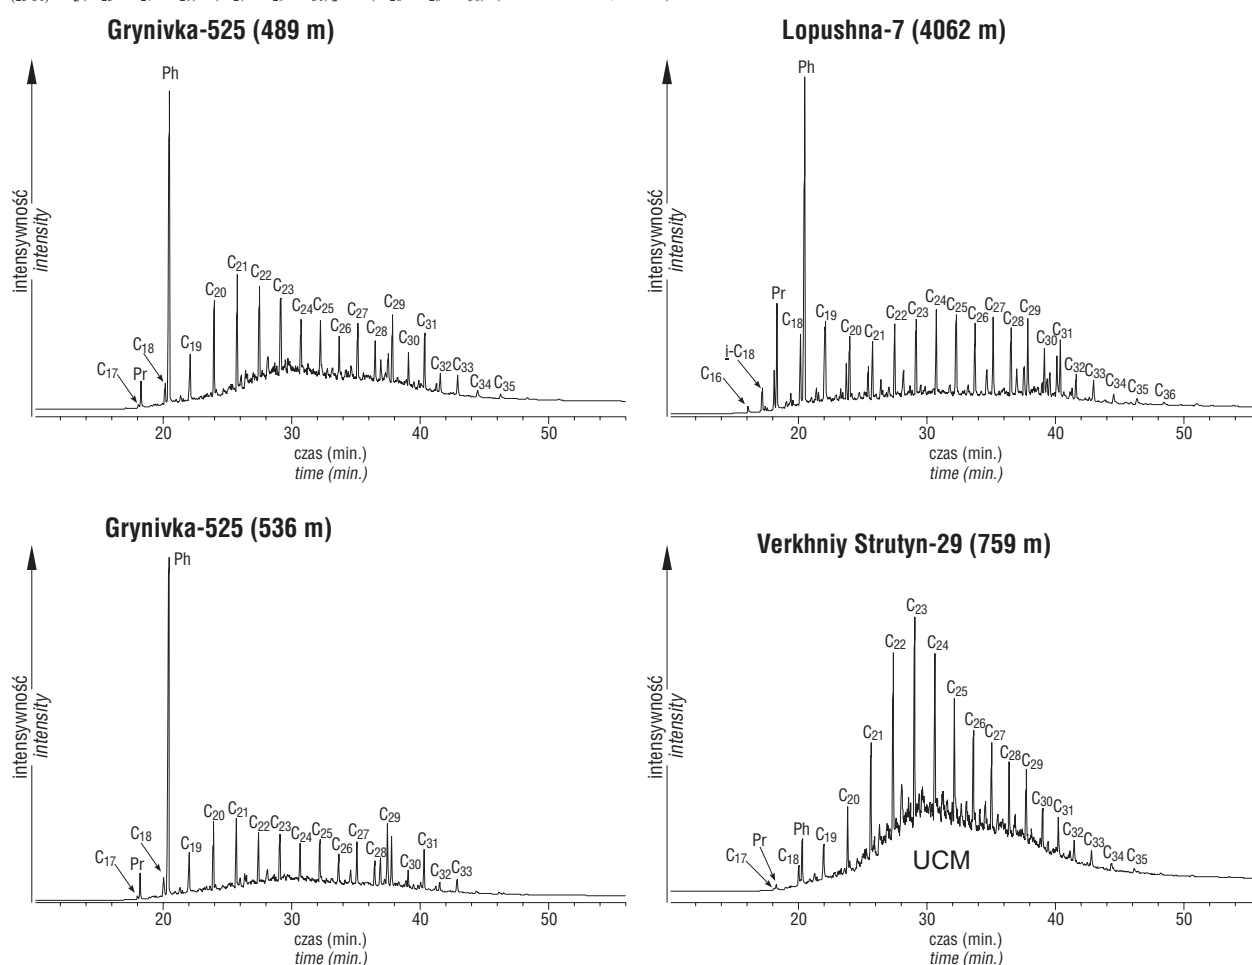 Grynivka-525 (489 m)
intensywność
intensity
C17
Pr
C18
Ph
C19
C20
C21
C22
C23
C24
C25
C26
C27
C28
C29
C30
C31
C32
C33
C34
C35
20 30 40 50
czas (min.)
time (min.)
Lopushna-7 (4062 m)
intensywność
intensity
C16
i-C18
Pr
C18
Ph
C19
C20
C21
C22
C23
C24
C25
C26
C27
C28
C29
C30
C31
C32
C33
C34
C35
C36
20 30 40 50
czas (min.)
time (min.)
Grynivka-525 (536 m)
intensywność
intensity
C17
Pr
C18
Ph
C19
C20
C21
C22
C23
C24
C25
C26
C27
C28
C29
C30
C31
C32
C33
20 30 40 50
czas (min.)
time (min.)
Verkhniy Strutyn-29 (759 m)
intensywność
intensity
C17
Pr
C18
Ph
C19
C20
C21
C22
C23
C24
C25
C26
C27
C28
C29
C30
C31
C32
C33
C34
C35
UCM
20 30 40 50
czas (min.)
time (min.)